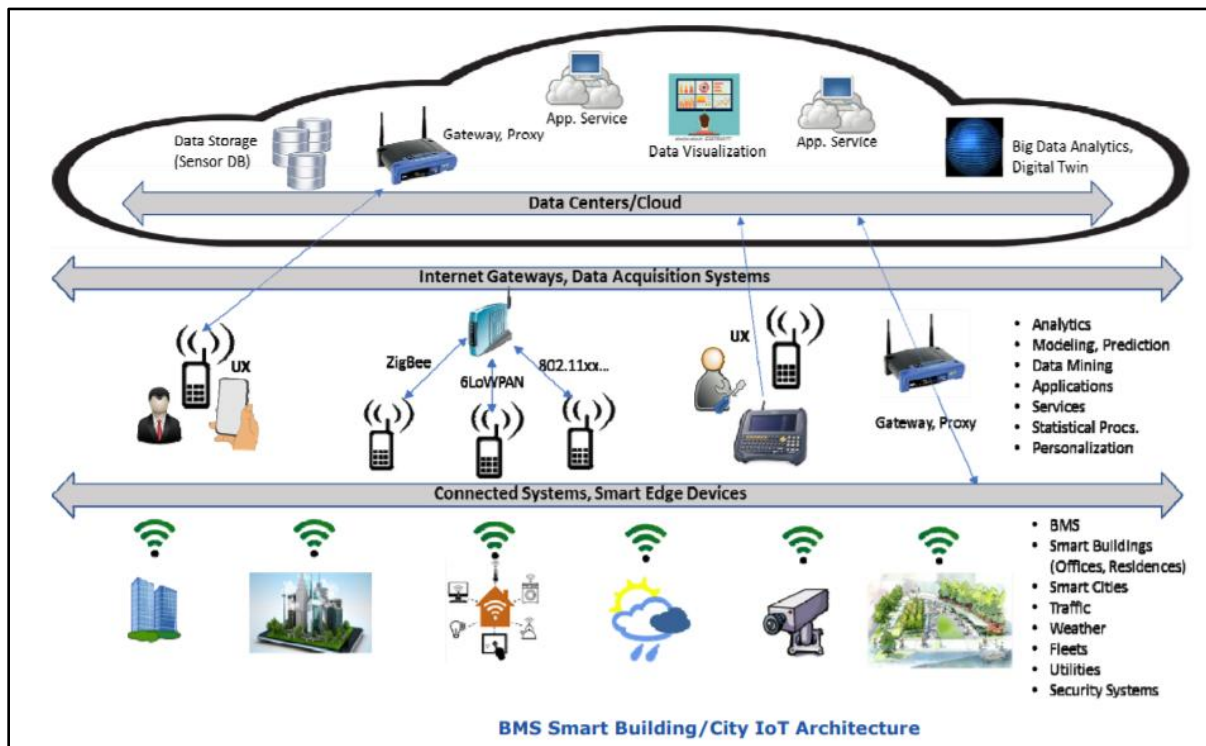 App. Service
Data Visualization
App. Service
Data Storage
(Sensor DB)
Gateway, Proxy
Big Data Analytics,
Digital Twin
Data Centers/Cloud
Internet Gateways, Data Acquisition Systems
UX
ZigBee
6LoWPAN
802.11xx...
UX
Gateway, Proxy
• Analytics
• Modeling, Prediction
• Data Mining
• Applications
• Services
• Statistical Procs.
• Personalization
Connected Systems, Smart Edge Devices
• BMS
• Smart Buildings
(Offices, Residences)
• Smart Cities
• Traffic
• Weather
• Fleets
• Utilities
• Security Systems
BMS Smart Building/City IoT Architecture